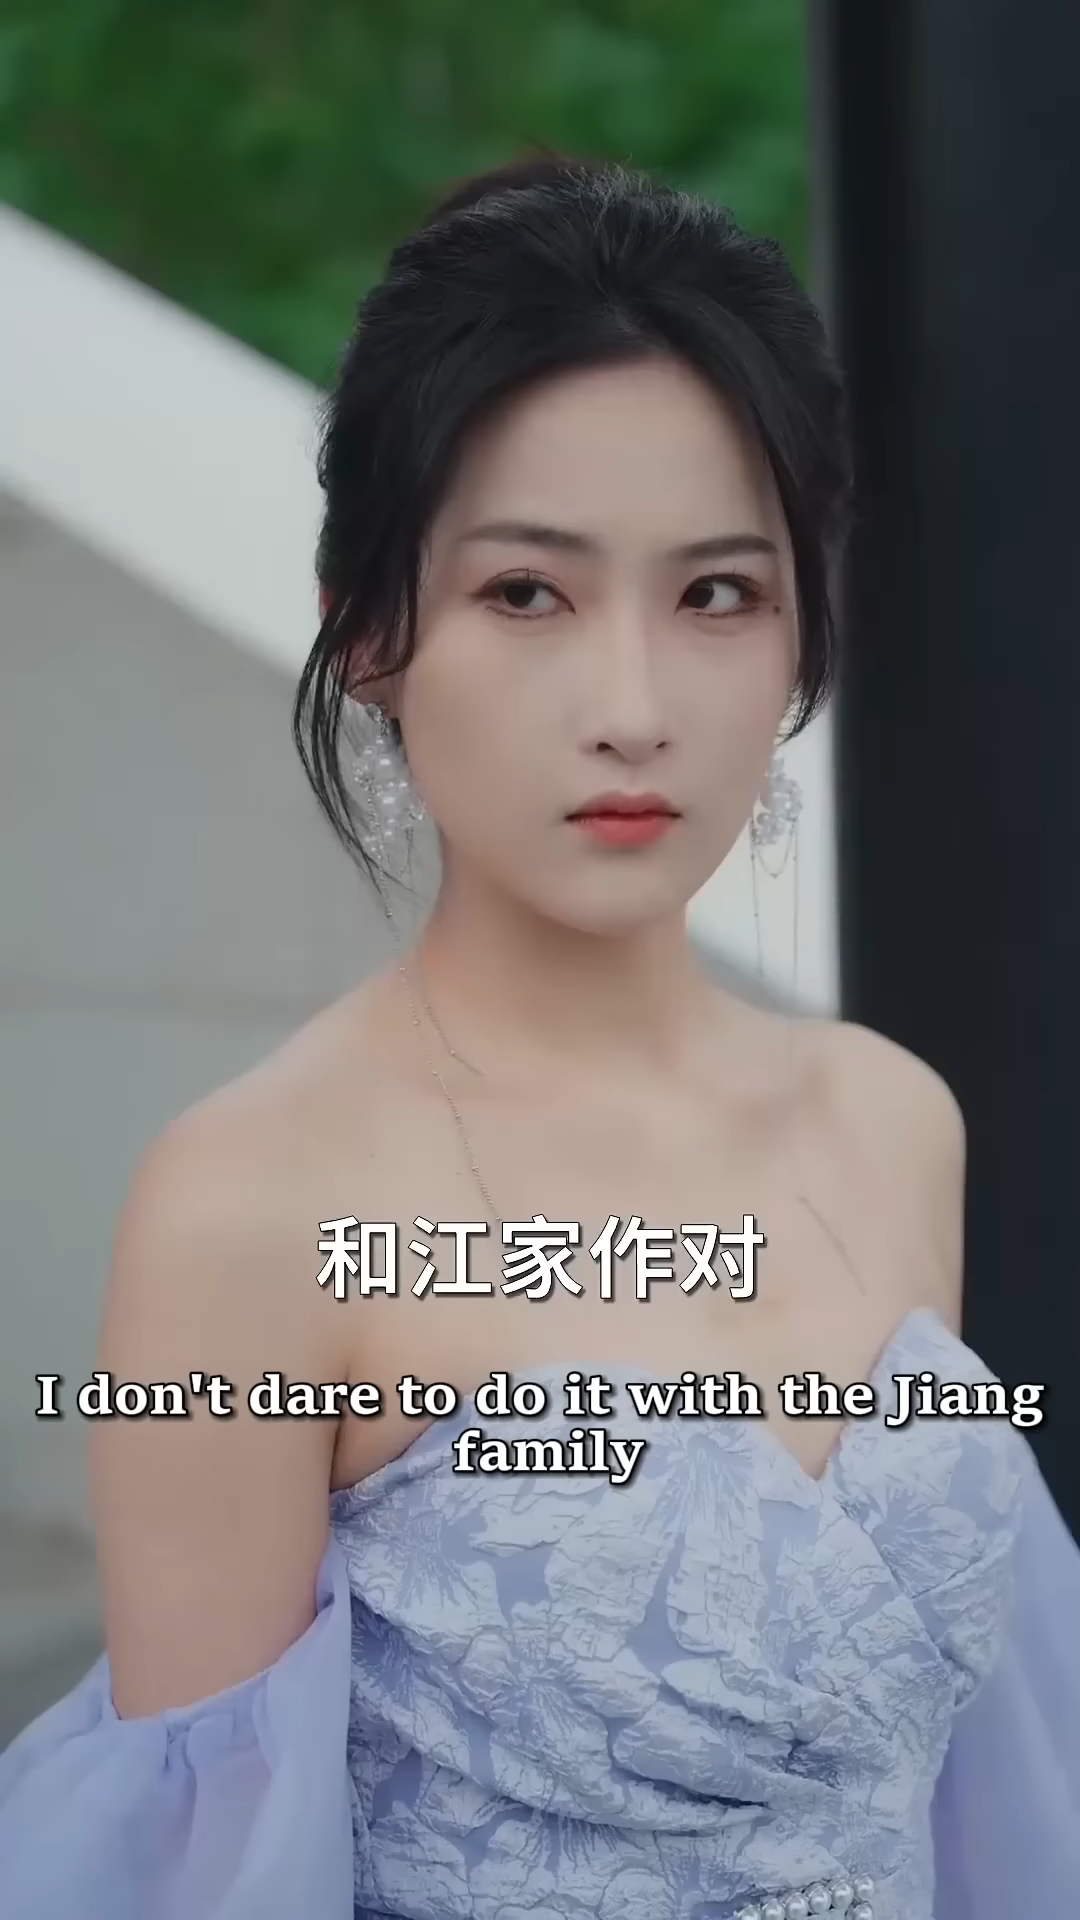 和江家作对
I don't dare to do it with the Jiang
family